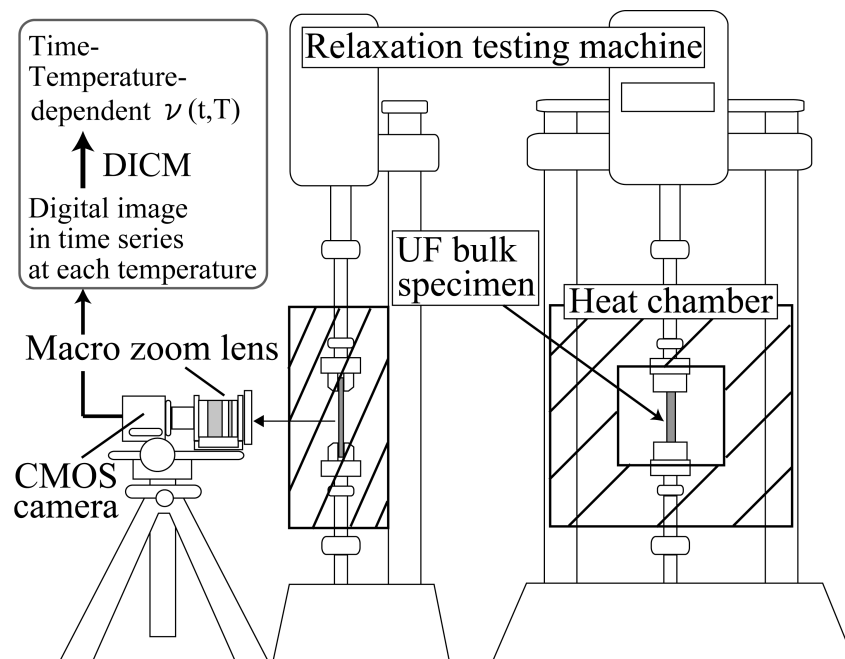 Time-
Temperature-
dependent ν(t,T)
DICM
Digital image
in time series
at each temperature
Relaxation testing machine
UF bulk
specimen
Heat chamber
Macro zoom lens
CMOS
camera